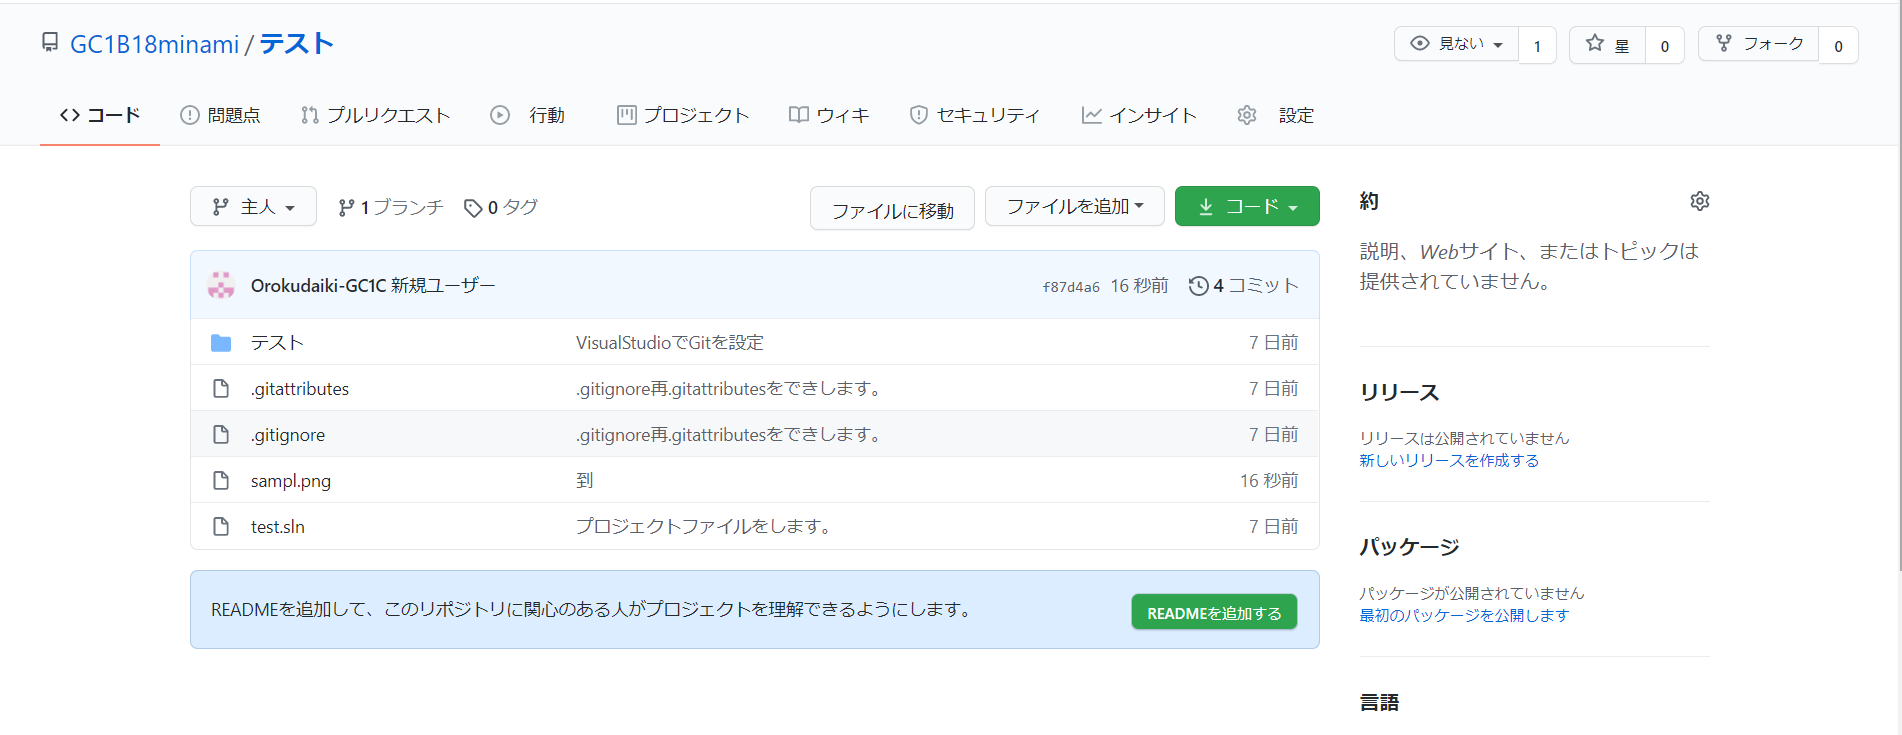 GC1B18minami / テスト
見ない 1 星 0 フォーク 0
コード 問題点 プルリクエスト 行動 プロジェクト ウィキ セキュリティ インサイト 設定
主人 1 ブランチ 0 タグ ファイルに移動 ファイルを追加 コード
Orokudaiki-GC1C 新規ユーザー f87d4a6 16 秒前 4 コミット
テスト VisualStudioでGitを設定 7 日前
.gitattributes .gitignore再.gitattributesをできします。 7 日前
.gitignore .gitignore再.gitattributesをできします。 7 日前
sampl.png 到 16 秒前
test.sln プロジェクトファイルをします。 7 日前
READMEを追加して、このリポジトリに関心のある人がプロジェクトを理解できるようにします。 READMEを追加する
約
説明、Webサイト、またはトピックは
提供されていません。
リリース
リリースは公開されていません
新しいリリースを作成する
パッケージ
パッケージが公開されていません
最初のパッケージを公開します
言語